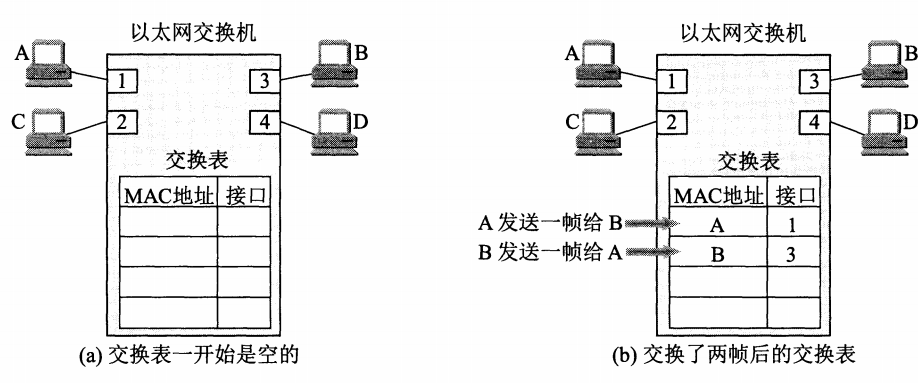 以太网交换机
A
B
1
3
C
2
4
D
交换表
MAC地址 接口
(a) 交换表一开始是空的
以太网交换机
A
B
1
3
C
2
4
D
交换表
MAC地址 接口
A 发送一帧给 B
A 1
B 发送一帧给 A
B 3
(b) 交换了两帧后的交换表